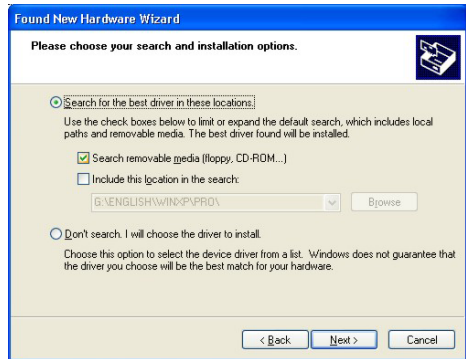 Found New Hardware Wizard
Please choose your search and installation options.
Search for the best driver in these locations.
Use the check boxes below to limit or expand the default search, which includes local
paths and removable media. The best driver found will be installed.
Search removable media (floppy, CD-ROM...)
Include this location in the search:
G:\ENGLISH\WINXP\PRO\
Browse
Don't search. I will choose the driver to install.
Choose this option to select the device driver from a list. Windows does not guarantee that
the driver you choose will be the best match for your hardware.
< Back Next > Cancel